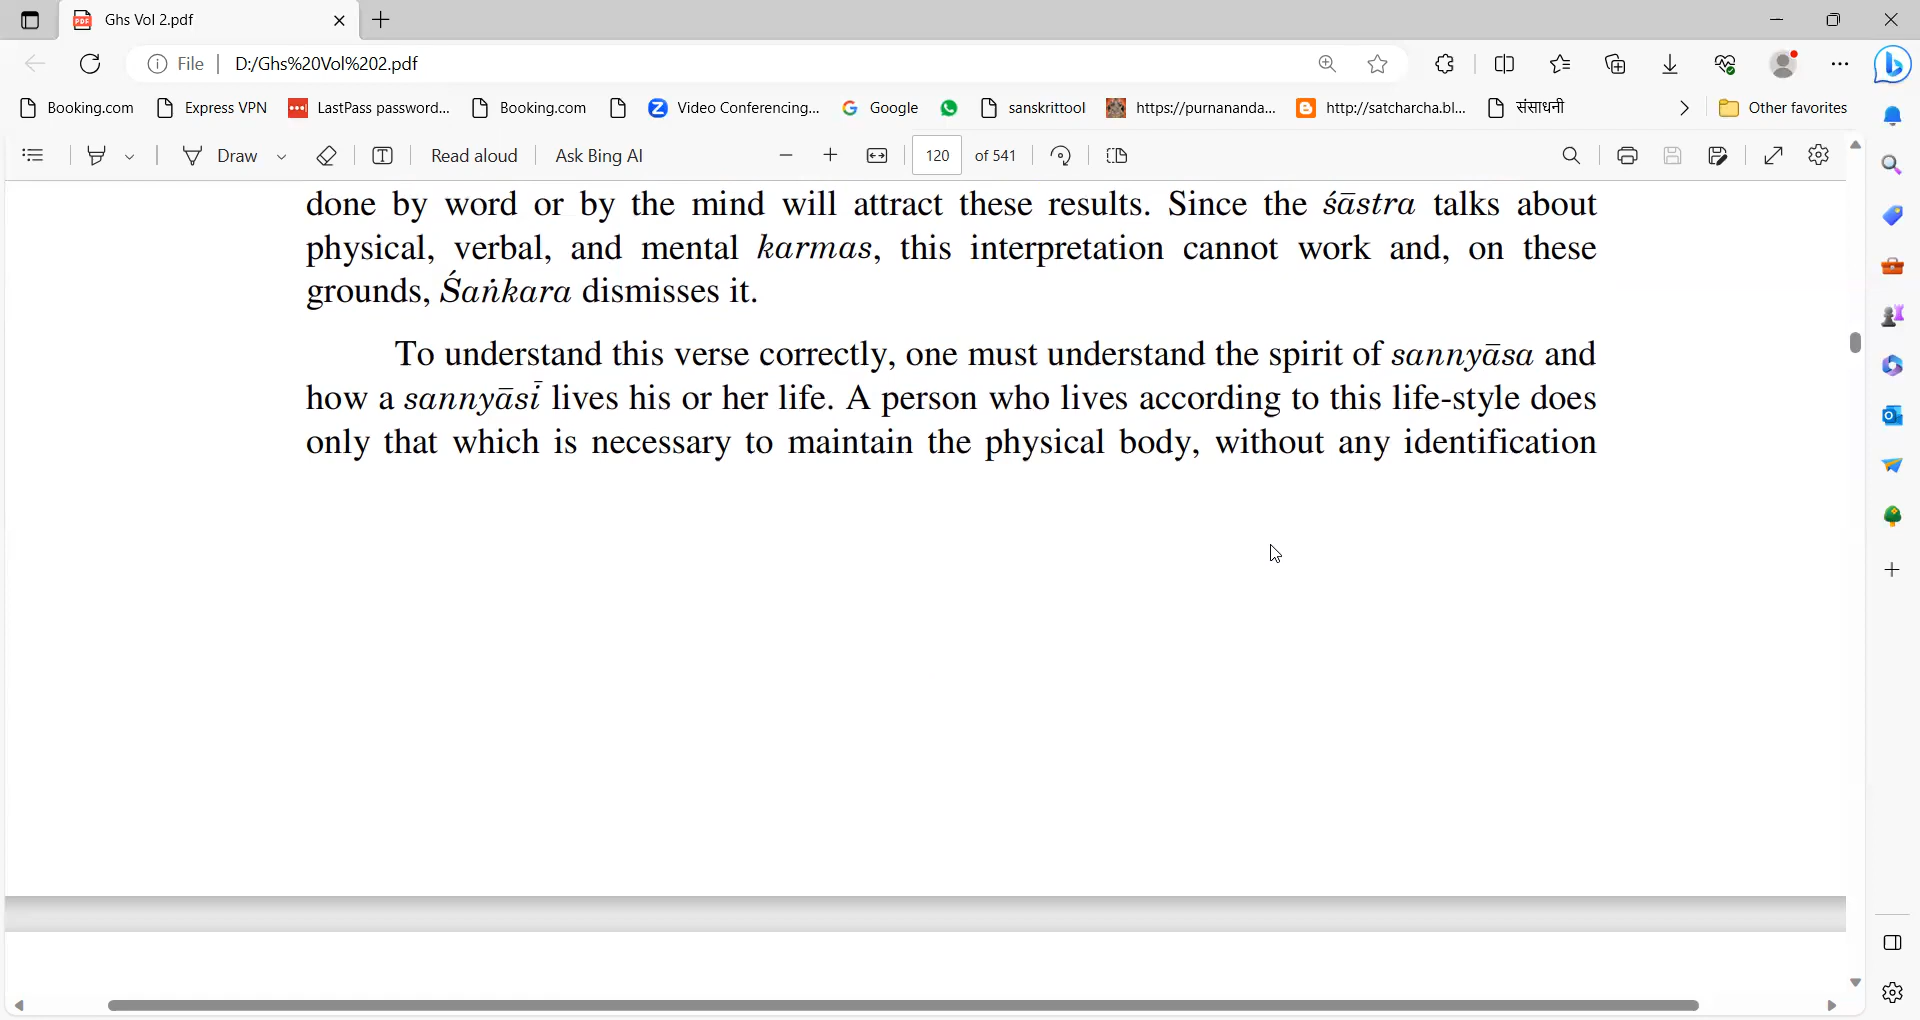 Ghs Vol 2.pdf
File | D:/Ghs%20Vol%202.pdf
Booking.com Express VPN LastPass password... Booking.com Video Conferencing... Google sanskrittool https://purnananda... http://satcharcha.bl... संसाधनी Other favorites
Draw Read aloud Ask Bing AI 120 of 541
done by word or by the mind will attract these results. Since the śāstra talks about
physical, verbal, and mental karmas, this interpretation cannot work and, on these
grounds, Śaṅkara dismisses it.
To understand this verse correctly, one must understand the spirit of sannyāsa and
how a sannyāsī lives his or her life. A person who lives according to this life-style does
only that which is necessary to maintain the physical body, without any identification